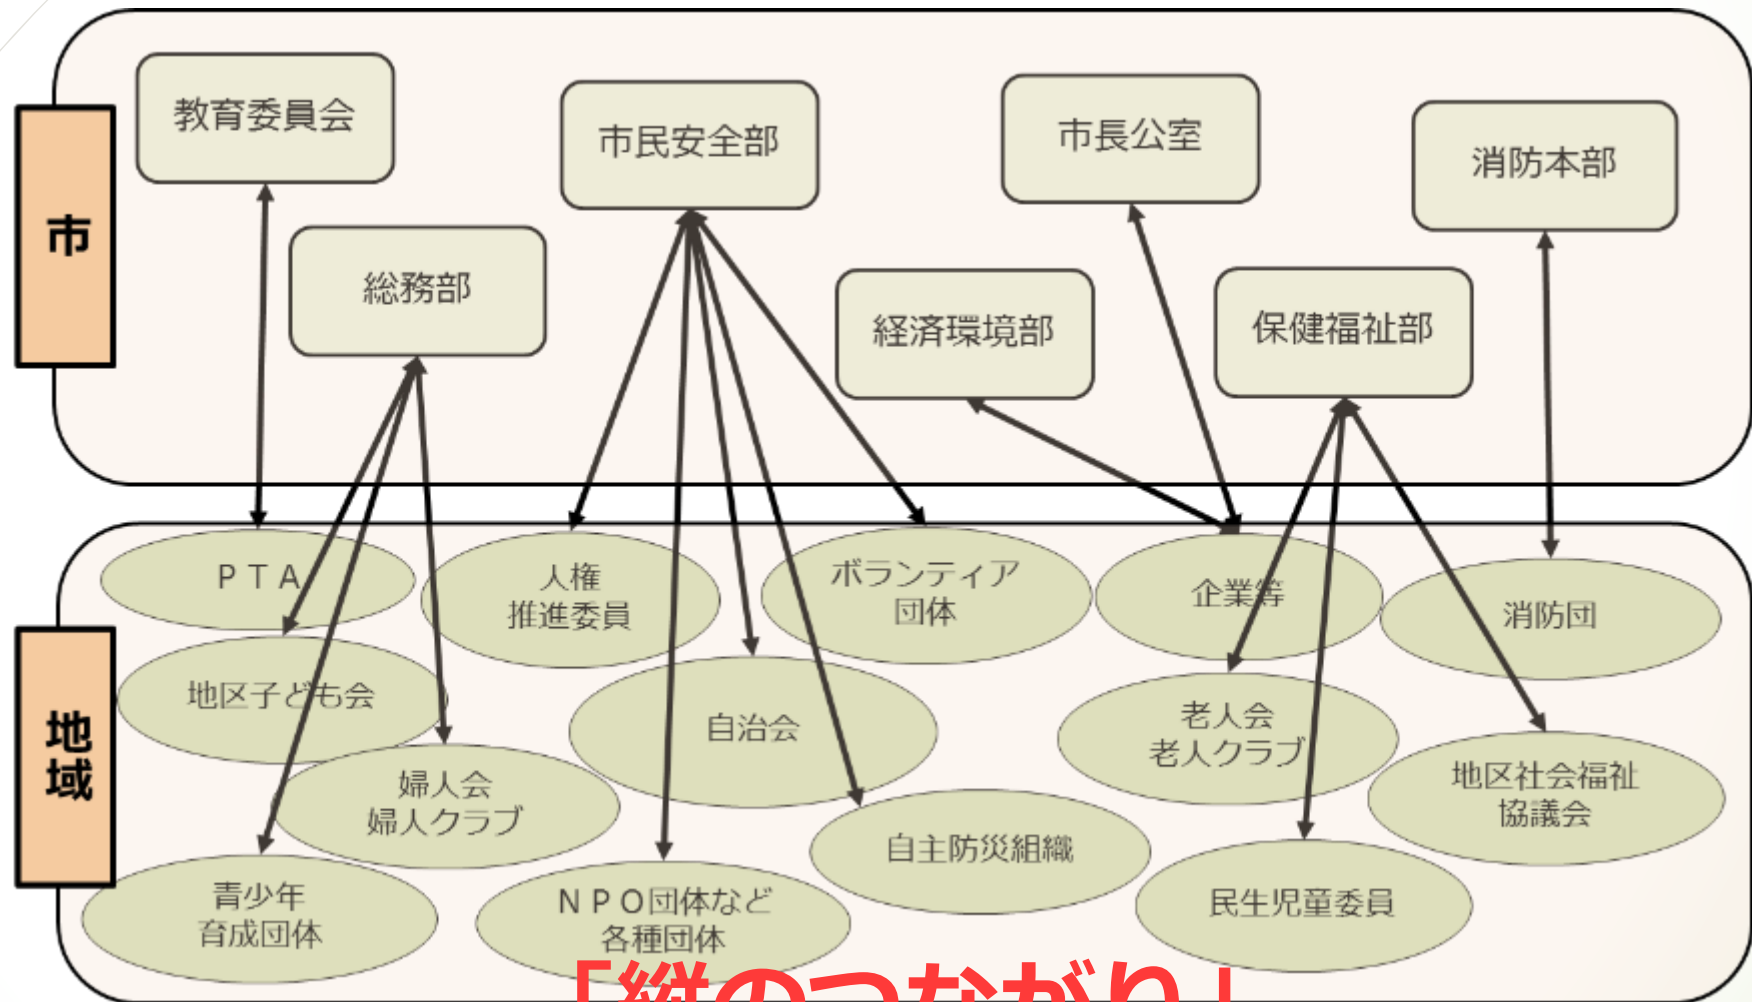 市
教育委員会
市民安全部
市長公室
消防本部
総務部
経済環境部
保健福祉部
地域
ＰＴＡ
人権
推進委員
ボランティア
団体
企業等
消防団
地区子ども会
自治会
老人会
老人クラブ
婦人会
婦人クラブ
地区社会福祉
協議会
自主防災組織
青少年
育成団体
ＮＰＯ団体など
各種団体
民生児童委員
「縦のつながり」